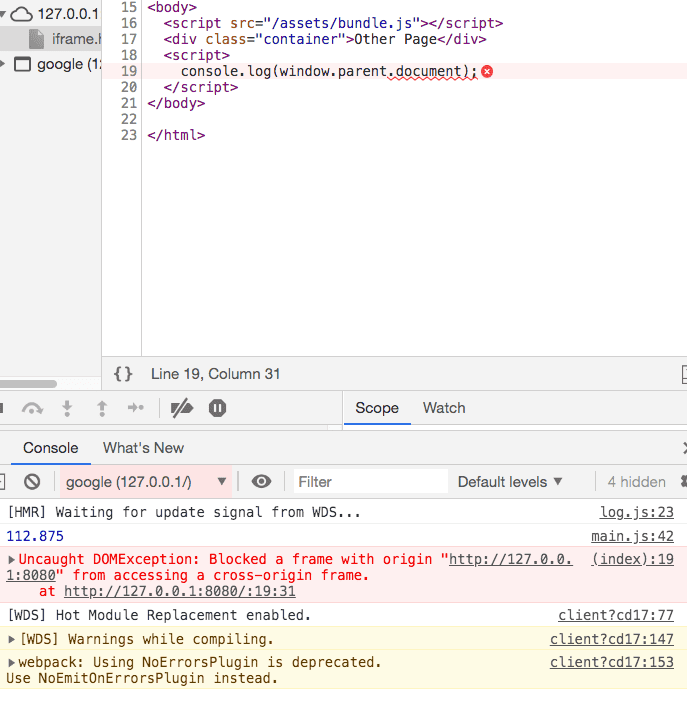 127.0.0.1
iframe.h
google (12
15 <body>
16 <script src="/assets/bundle.js"></script>
17 <div class="container">Other Page</div>
18 <script>
19 console.log(window.parent.document);
20 </script>
21 </body>
22
23 </html>
{} Line 19, Column 31
Scope Watch
Console What's New
google (127.0.0.1/) ▼ Filter Default levels ▼ 4 hidden
[HMR] Waiting for update signal from WDS... log.js:23
112.875 main.js:42
Uncaught DOMException: Blocked a frame with origin "http://127.0.0. (index):19
1:8080" from accessing a cross-origin frame.
at http://127.0.0.1:8080/:19:31
[WDS] Hot Module Replacement enabled. client?cd17:77
[WDS] Warnings while compiling. client?cd17:147
webpack: Using NoErrorsPlugin is deprecated. client?cd17:153
Use NoEmitOnErrorsPlugin instead.